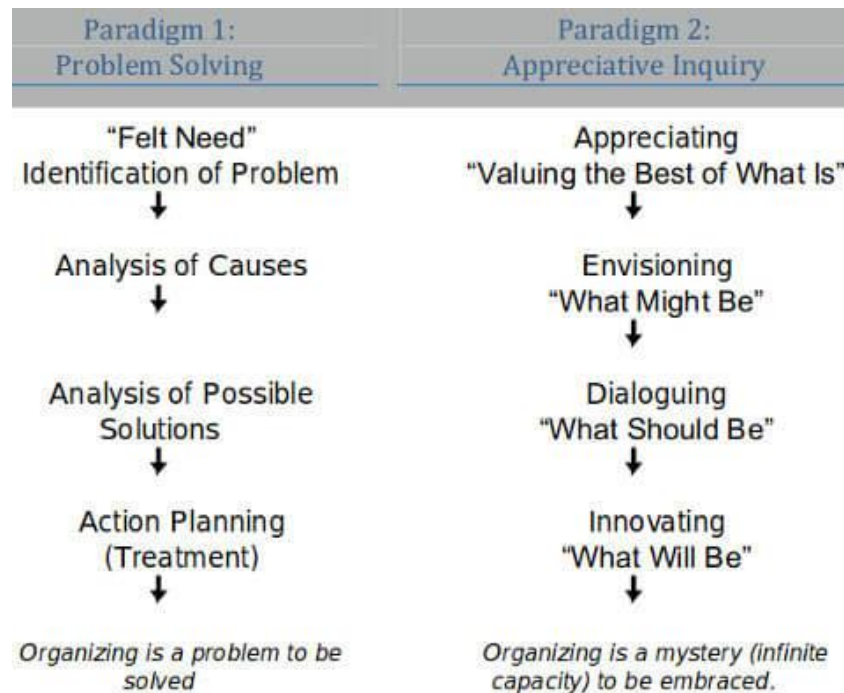 Paradigm 1:
Problem Solving
“Felt Need”
Identification of Problem
Analysis of Causes
Analysis of Possible
Solutions
Action Planning
(Treatment)
Organizing is a problem to be
solved
Paradigm 2:
Appreciative Inquiry
Appreciating
“Valuing the Best of What Is”
Envisioning
“What Might Be”
Dialoguing
“What Should Be”
Innovating
“What Will Be”
Organizing is a mystery (infinite
capacity) to be embraced.